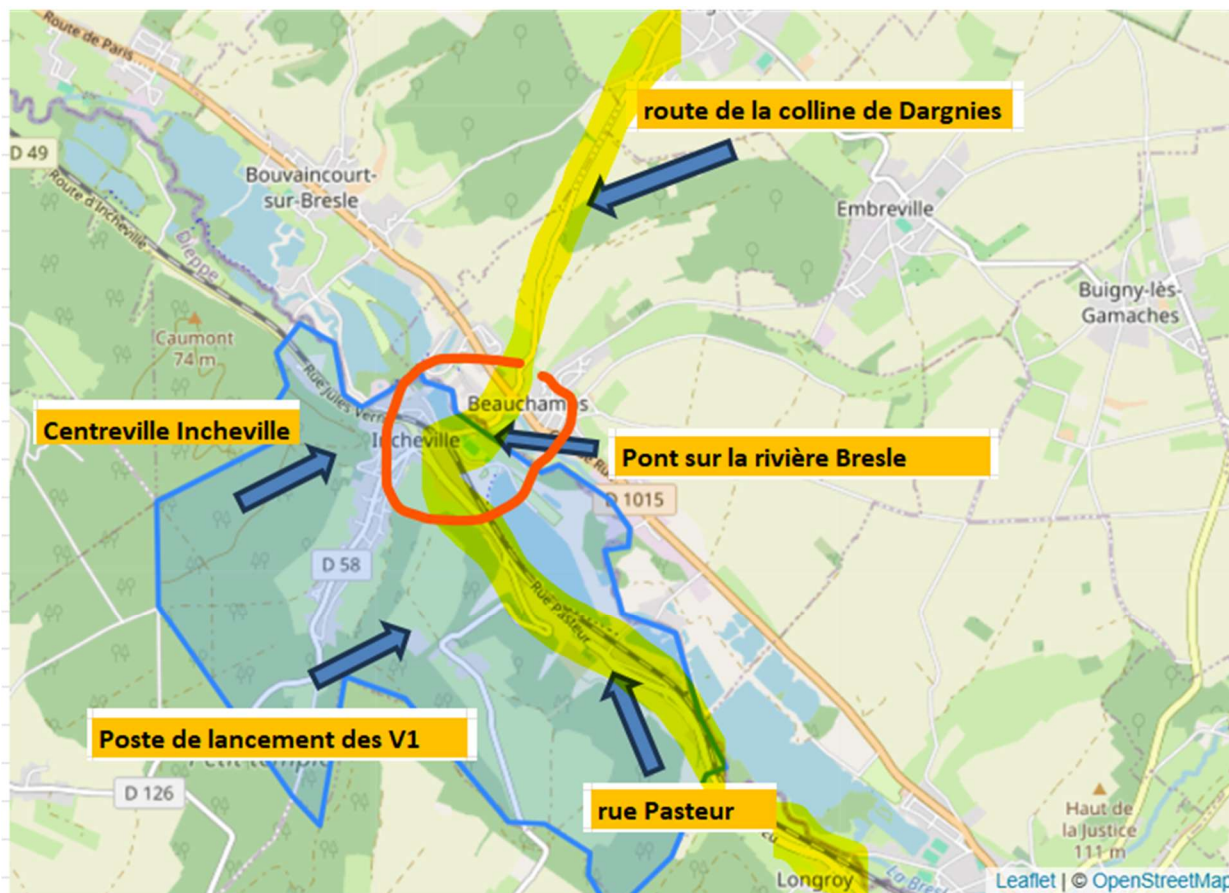 Route de Paris
route de la colline de Dargnies
D 49
Route d'Incheville
Bouvaincourt-
sur-Bresle
Embreville
Dieppe
Buigny-lès-
Gamaches
Caumont
74 m
Rue Jules Verne
Beauchamps
Centreville Incheville
Incheville
Pont sur la rivière Bresle
D 1015
D 58
Rue Pasteur
Poste de lancement des V1
D 126
rue Pasteur
Haut de
la Justice
111 m
Longroy
La Bresle
Leaflet | © OpenStreetMap